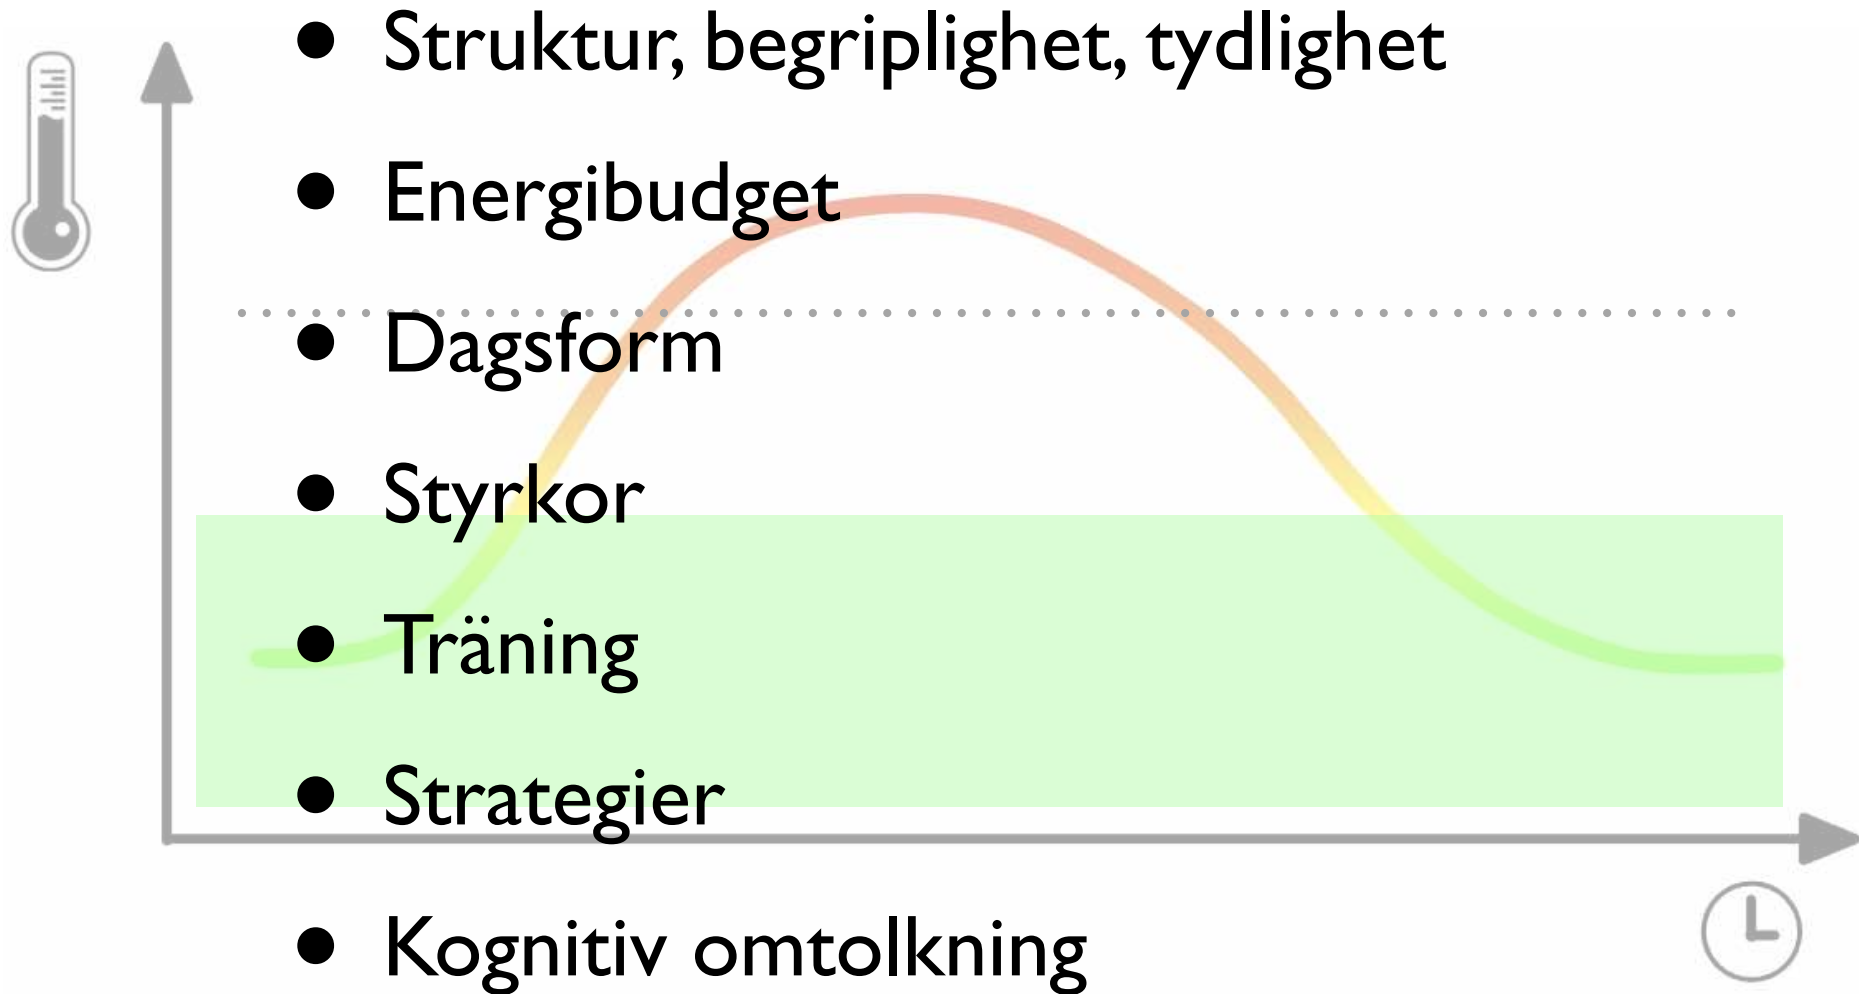 • Struktur, begriplighet, tydlighet
• Energibudget
• Dagsform
• Styrkor
• Träning
• Strategier
• Kognitiv omtolkning